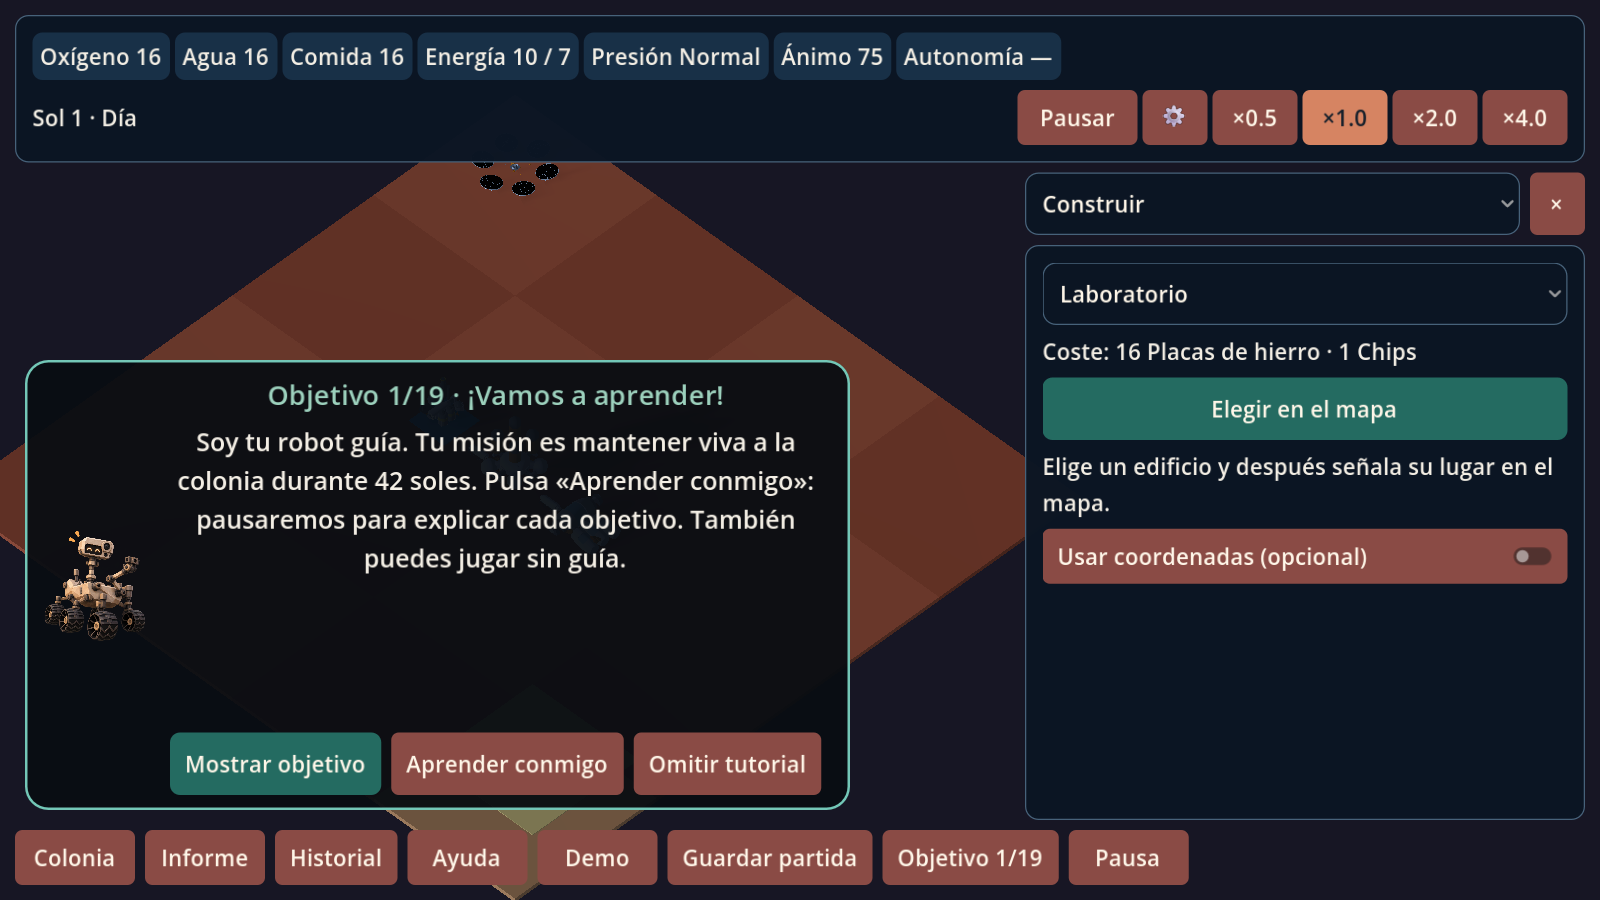 Oxígeno 16 Agua 16 Comida 16 Energía 10 / 7 Presión Normal Ánimo 75 Autonomía —
Sol 1 · Día
Pausar ×0.5 ×1.0 ×2.0 ×4.0
Construir ×
Laboratorio
Coste: 16 Placas de hierro · 1 Chips
Elegir en el mapa
Elige un edificio y después señala su lugar en el
mapa.
Usar coordenadas (opcional)
Objetivo 1/19 · ¡Vamos a aprender!
Soy tu robot guía. Tu misión es mantener viva a la
colonia durante 42 soles. Pulsa «Aprender conmigo»:
pausaremos para explicar cada objetivo. También
puedes jugar sin guía.
Mostrar objetivo Aprender conmigo Omitir tutorial
Colonia Informe Historial Ayuda Demo Guardar partida Objetivo 1/19 Pausa